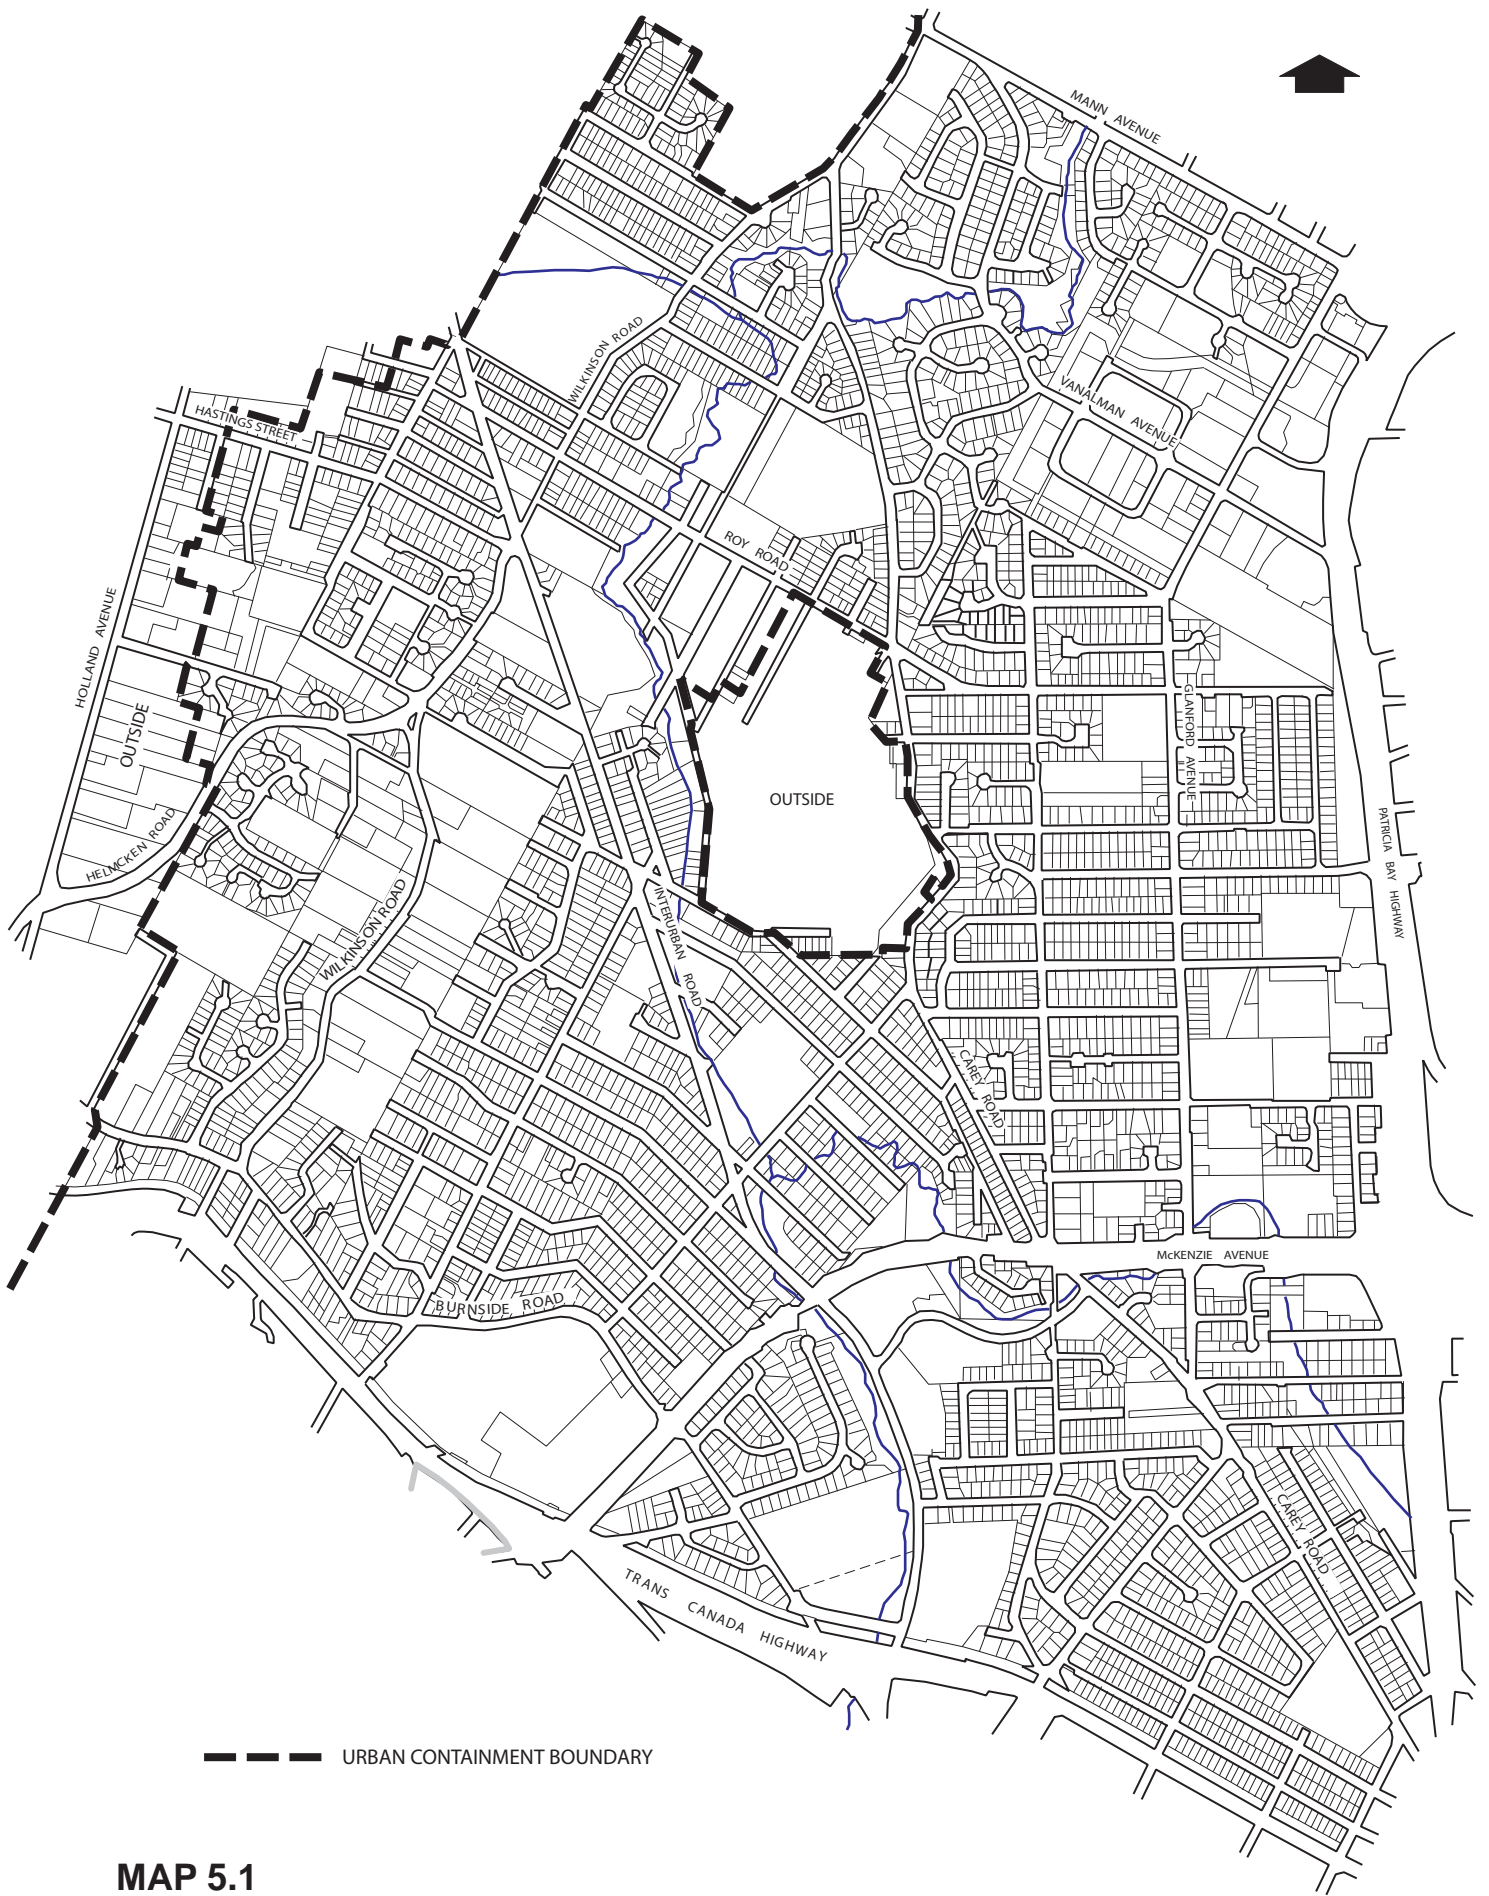 MANN AVENUE
WILKINSON ROAD
VANALMAN AVENUE
HASTINGS STREET
ROY ROAD
HOLLAND AVENUE
OUTSIDE
GLANFORD AVENUE
OUTSIDE
HELMCKEN ROAD
PATRICIA BAY HIGHWAY
WILKINSON ROAD
INTERURBAN ROAD
CAREY ROAD
McKENZIE AVENUE
BURNSIDE ROAD
CAREY ROAD
TRANS CANADA HIGHWAY
URBAN CONTAINMENT BOUNDARY
MAP 5.1